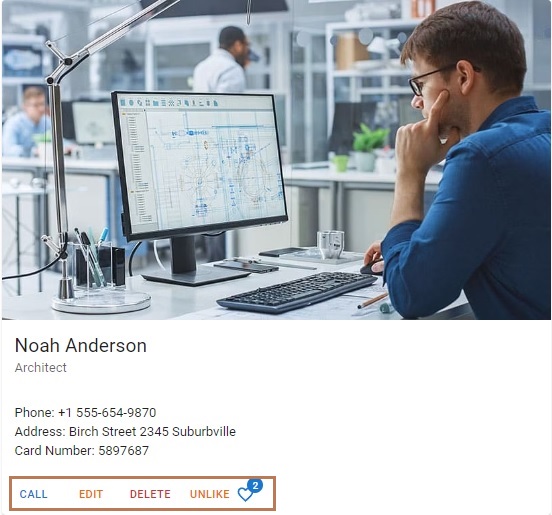 Noah Anderson
Architect
Phone: +1 555-654-9870
Address: Birch Street 2345 Suburbville
Card Number: 5897687
CALL EDIT DELETE UNLIKE 2